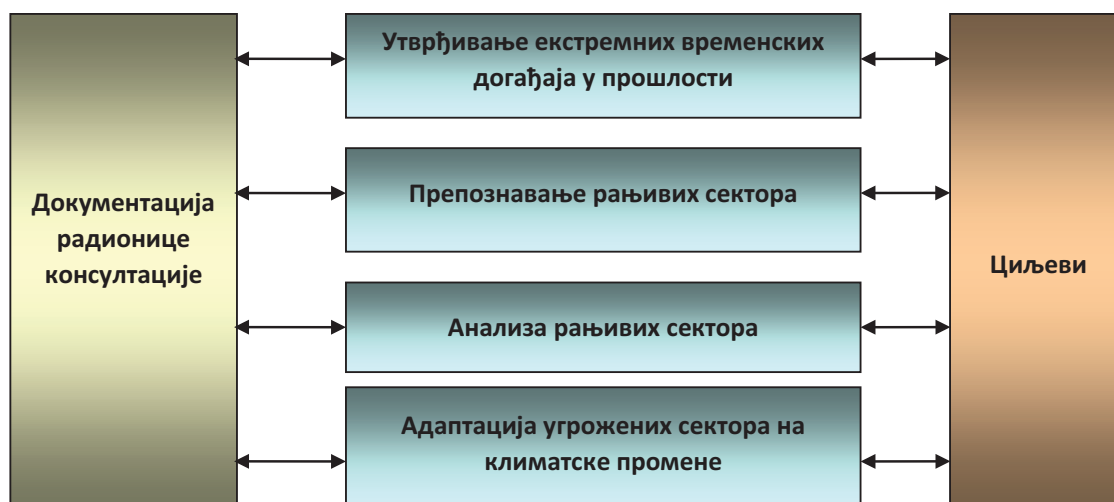 Документација
радионице
консултације
Утврђивање екстремних временских
догађаја у прошлости
Препознавање рањивих сектора
Анализа рањивих сектора
Адаптација угрожених сектора на
климатске промене
Циљеви